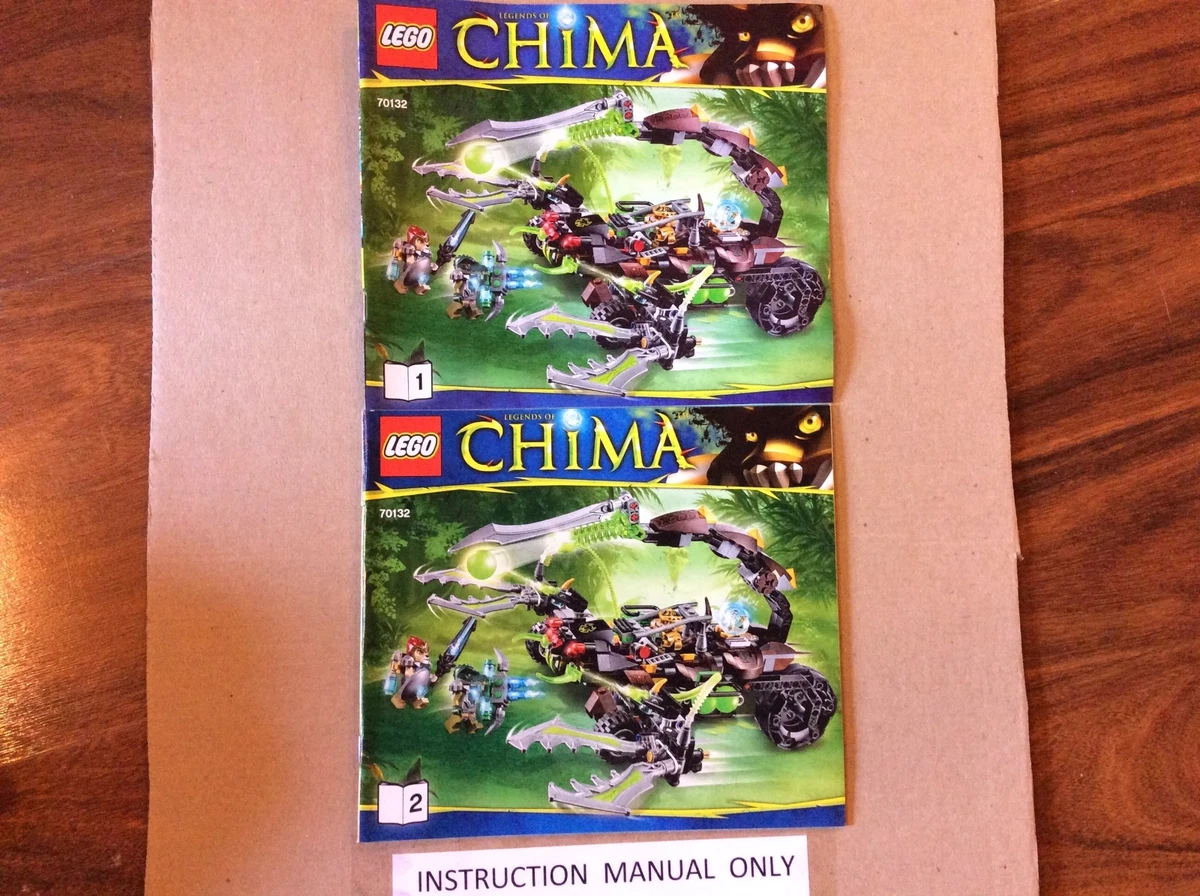 LEGO
LEGENDS OF
CHiMA
70132
1
LEGO
LEGENDS OF
CHiMA
70132
2
INSTRUCTION MANUAL ONLY